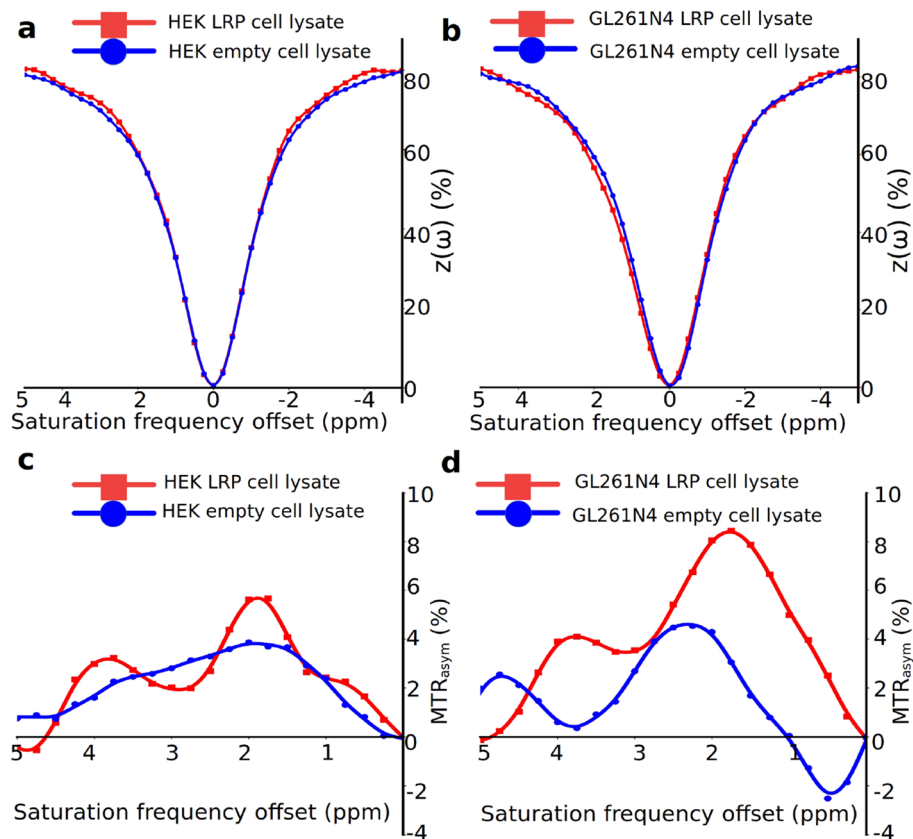 a
HEK LRP cell lysate
HEK empty cell lysate
80
60
40
20
0
z(ω) (%)
5 4 2 0 -2 -4
Saturation frequency offset (ppm)
b
GL261N4 LRP cell lysate
GL261N4 empty cell lysate
80
60
40
20
0
z(ω) (%)
5 4 2 0 -2 -4
Saturation frequency offset (ppm)
c
HEK LRP cell lysate
HEK empty cell lysate
10
8
6
4
2
0
-2
-4
MTRasym (%)
5 4 3 2 1
Saturation frequency offset (ppm)
d
GL261N4 LRP cell lysate
GL261N4 empty cell lysate
10
8
6
4
2
0
-2
-4
MTRasym (%)
5 4 3 2 1
Saturation frequency offset (ppm)